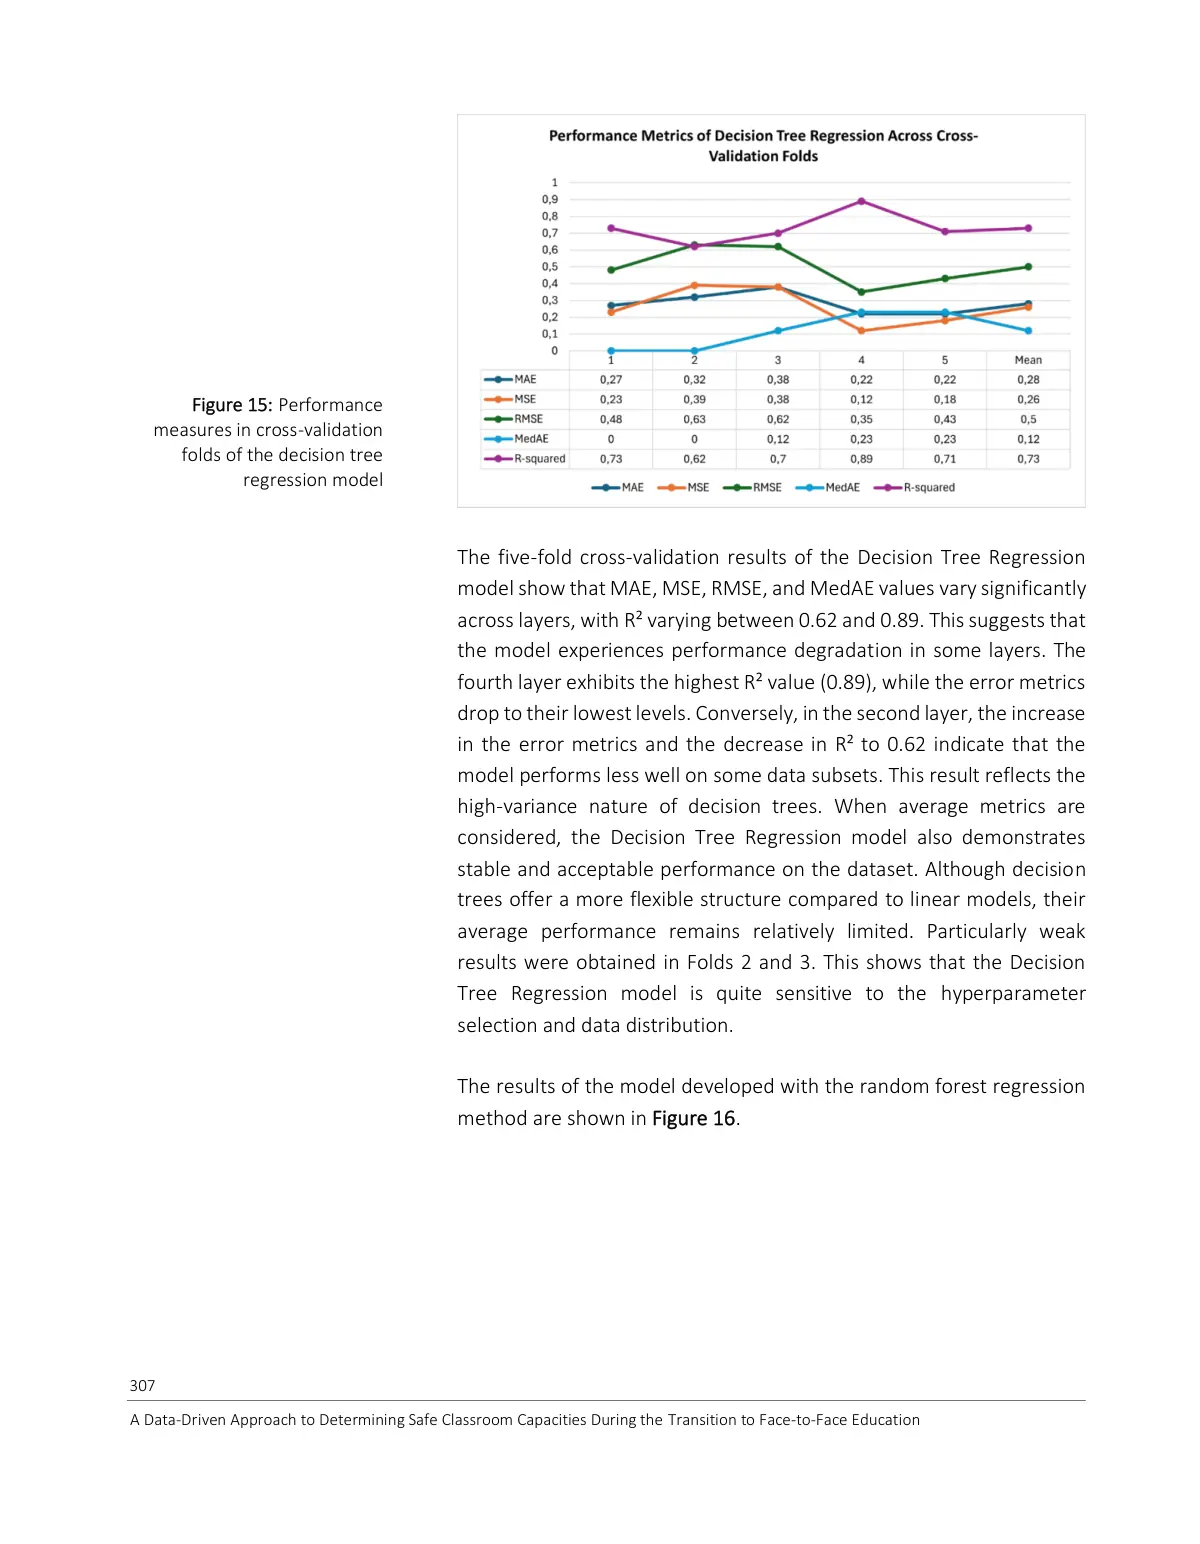 Performance Metrics of Decision Tree Regression Across Cross-
Validation Folds
1
0,9
0,8
0,7
0,6
0,5
0,4
0,3
0,2
0,1
0
1 2 3 4 5 Mean
MAE 0,27 0,32 0,38 0,22 0,22 0,28
MSE 0,23 0,39 0,38 0,12 0,18 0,26
RMSE 0,48 0,63 0,62 0,35 0,43 0,5
MedAE 0 0 0,12 0,23 0,23 0,12
R-squared 0,73 0,62 0,7 0,89 0,71 0,73
MAE MSE RMSE MedAE R-squared
Figure 15: Performance
measures in cross-validation
folds of the decision tree
regression model
The five-fold cross-validation results of the Decision Tree Regression
model show that MAE, MSE, RMSE, and MedAE values vary significantly
across layers, with R² varying between 0.62 and 0.89. This suggests that
the model experiences performance degradation in some layers. The
fourth layer exhibits the highest R² value (0.89), while the error metrics
drop to their lowest levels. Conversely, in the second layer, the increase
in the error metrics and the decrease in R² to 0.62 indicate that the
model performs less well on some data subsets. This result reflects the
high-variance nature of decision trees. When average metrics are
considered, the Decision Tree Regression model also demonstrates
stable and acceptable performance on the dataset. Although decision
trees offer a more flexible structure compared to linear models, their
average performance remains relatively limited. Particularly weak
results were obtained in Folds 2 and 3. This shows that the Decision
Tree Regression model is quite sensitive to the hyperparameter
selection and data distribution.
The results of the model developed with the random forest regression
method are shown in Figure 16.
307
A Data-Driven Approach to Determining Safe Classroom Capacities During the Transition to Face-to-Face Education